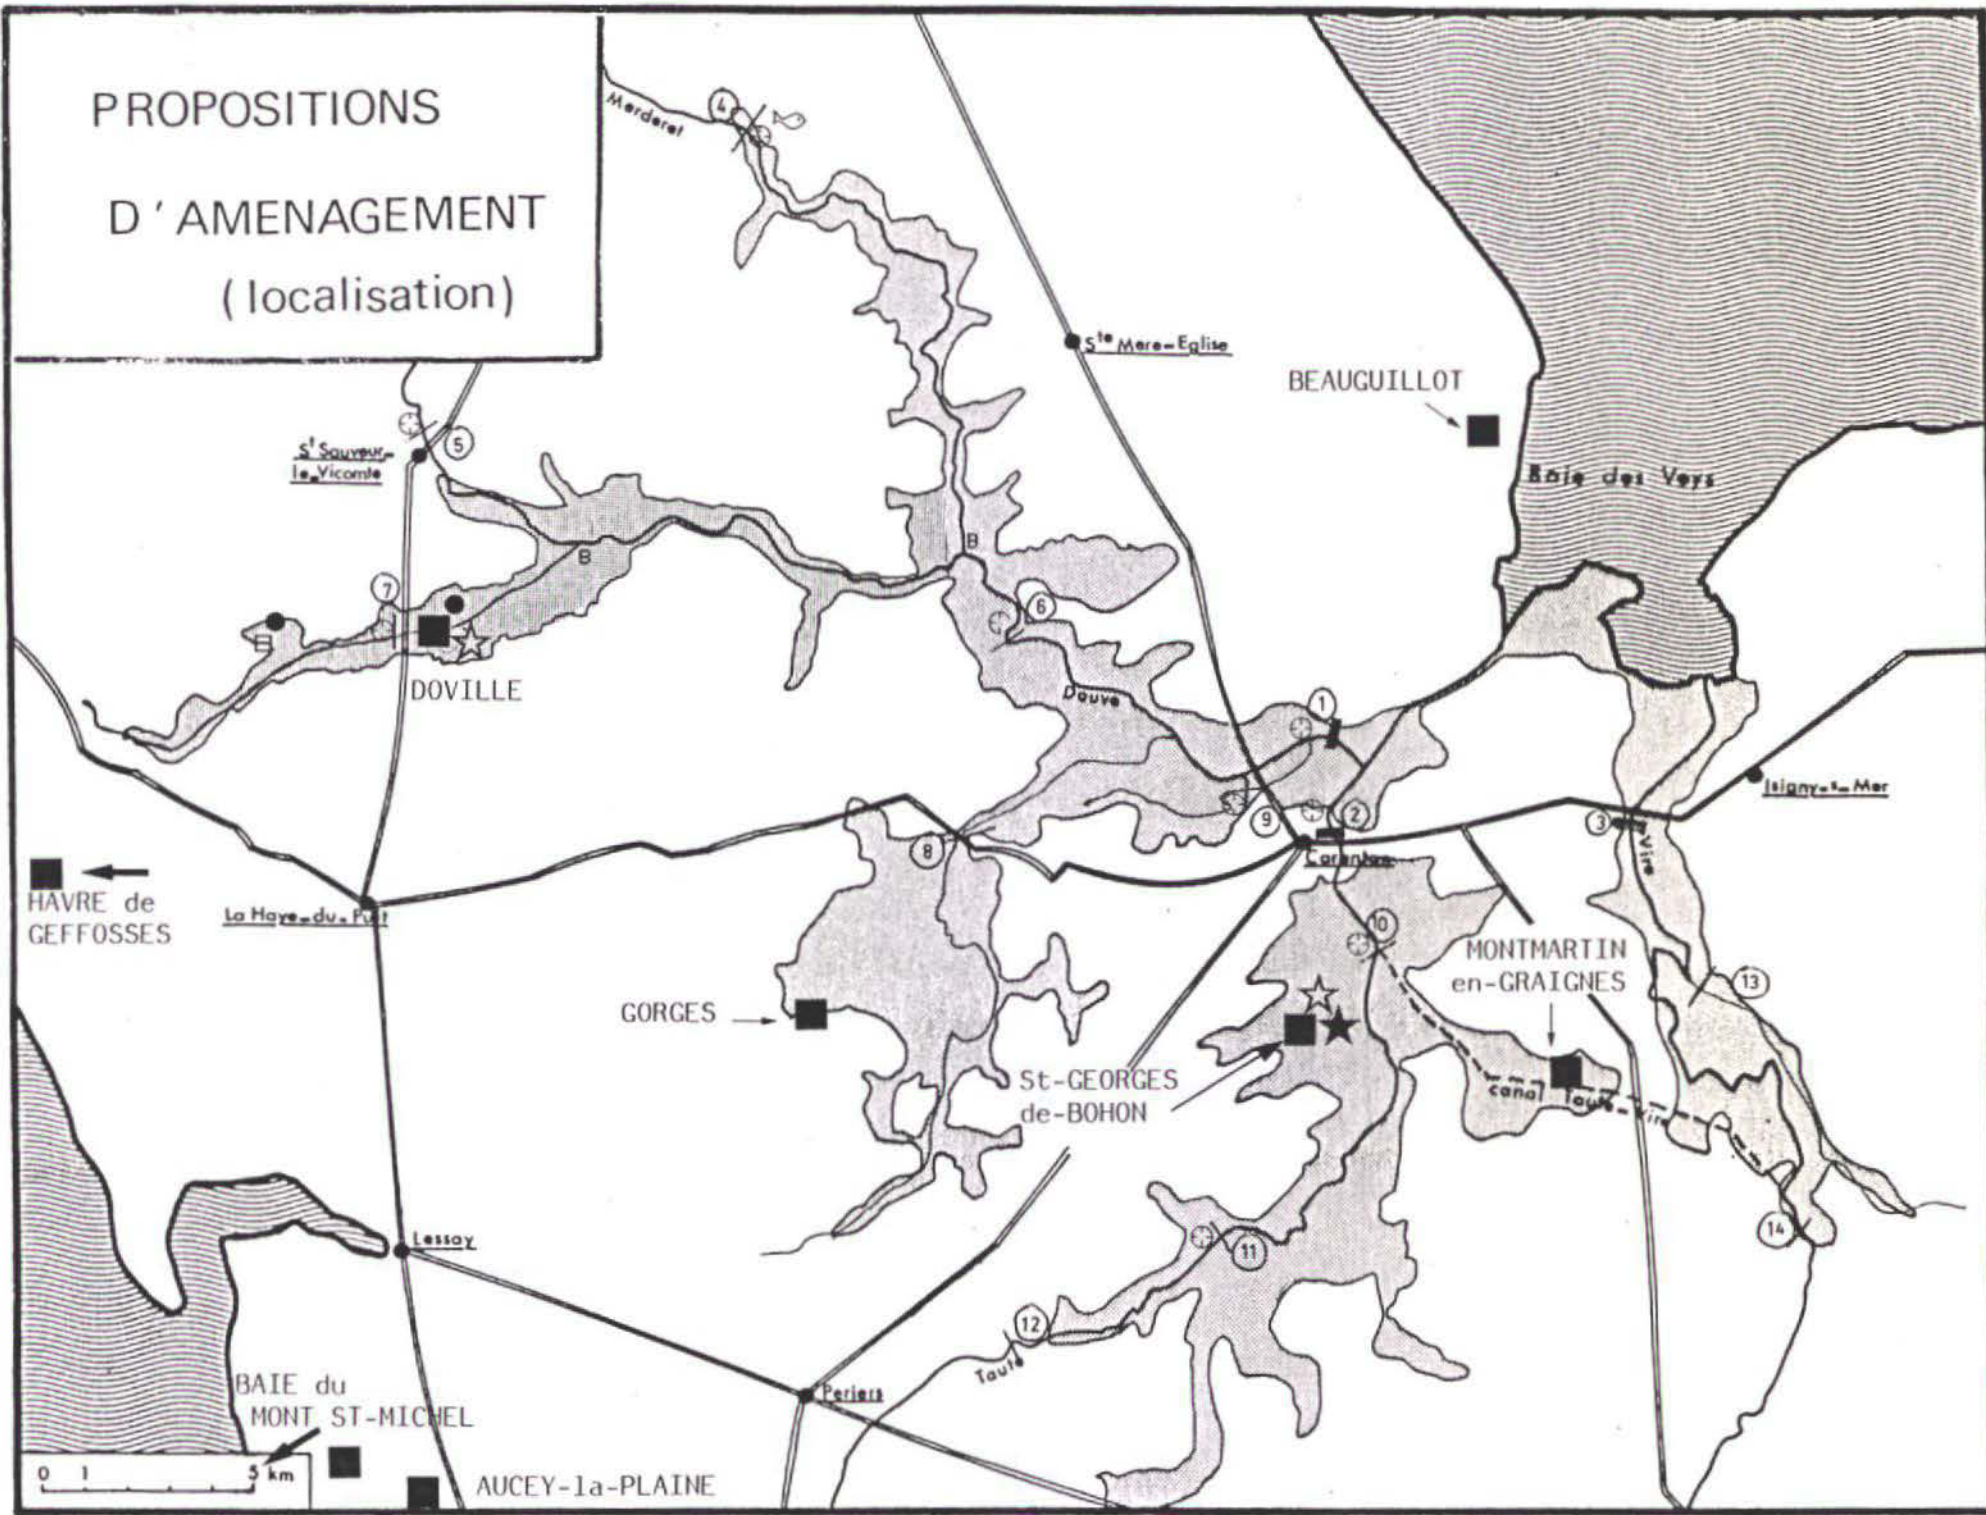 PROPOSITIONS
D'AMENAGEMENT
(localisation)
Merderet
4
Ste Mere-Eglise
BEAUGUILLOT
Baie des Veys
St Sauveur-
le-Vicomte
5
B
B
7
6
DOVILLE
Douve
1
2
9
3
Isigny-s-Mer
Vire
8
Carentan
HAVRE de
GEFFOSSES
La Haye-du-Puit
10
MONTMARTIN
en-GRAIGNES
13
GORGES
St-GEORGES
de-BOHON
canal Taute-Vire
14
Lessay
11
12
Taute
Periers
BAIE du
MONT ST-MICHEL
0 1 5 km
AUCEY-la-PLAINE